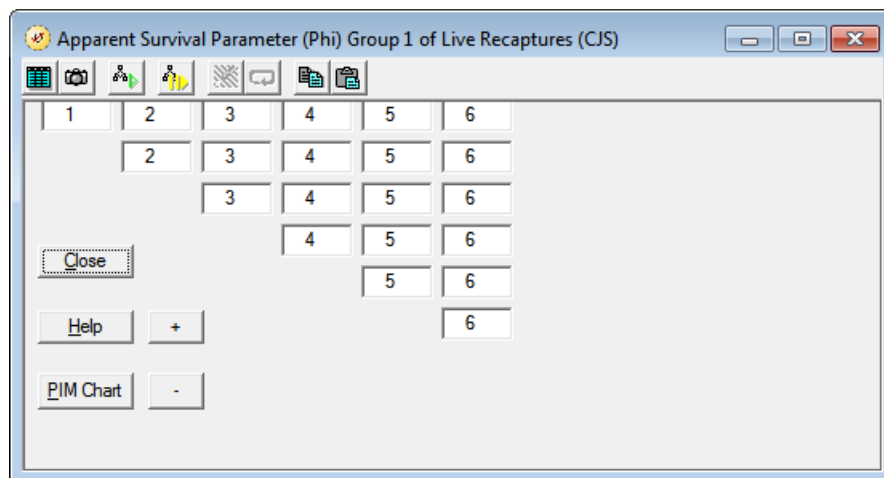 Apparent Survival Parameter (Phi) Group 1 of Live Recaptures (CJS)
1 2 3 4 5 6
2 3 4 5 6
3 4 5 6
4 5 6
Close
5 6
Help + 6
PIM Chart -